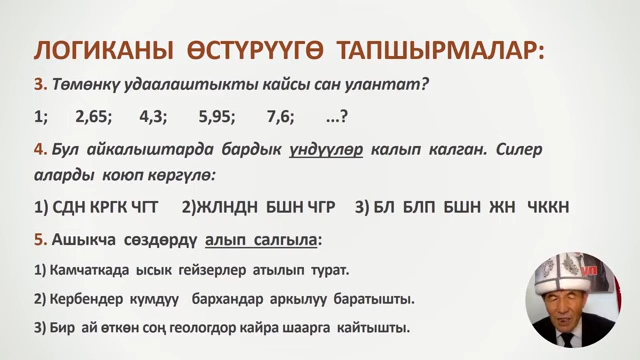 ЛОГИКАНЫ ӨСТҮРҮҮГӨ ТАПШЫРМАЛАР:
3. Төмөнкү удаалаштыкты кайсы сан улантат?
1; 2,65; 4,3; 5,95; 7,6; ...?
4. Бул айкалыштарда бардык үндүүлөр калып калган. Силер
аларды коюп көргүлө:
1) СДН КРГК ЧГТ 2)ЖЛНДН БШН ЧГР 3) БЛ БЛП БШН ЖН ЧККН
5. Ашыкча сөздөрдү алып салгыла:
1) Камчаткада ысык гейзерлер атылып турат.
2) Кербендер кумдуу бархандар аркылуу баратышты.
3) Бир ай өткөн соң геологдор кайра шаарга кайтышты.